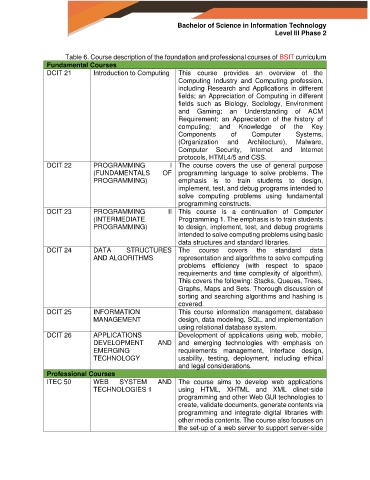 Bachelor of Science in Information Technology
Level III Phase 2
Table 6. Course description of the foundation and professional courses of BSIT curriculum
Fundamental Courses
DCIT 21 Introduction to Computing This course provides an overview of the
Computing Industry and Computing profession,
including Research and Applications in different
fields; an Appreciation of Computing in different
fields such as Biology, Sociology, Environment
and Gaming; an Understanding of ACM
Requirement; an Appreciation of the history of
computing; and Knowledge of the Key
Components of Computer Systems,
(Organization and Architecture), Malware,
Computer Security, Internet and Internet
protocols, HTML4/5 and CSS.
DCIT 22 PROGRAMMING I The course covers the use of general purpose
(FUNDAMENTALS OF programming language to solve problems. The
PROGRAMMING) emphasis is to train students to design,
implement, test, and debug programs intended to
solve computing problems using fundamental
programming constructs.
DCIT 23 PROGRAMMING II This course is a continuation of Computer
(INTERMEDIATE Programming 1. The emphasis is to train students
PROGRAMMING) to design, implement, test, and debug programs
intended to solve computing problems using basic
data structures and standard libraries.
DCIT 24 DATA STRUCTURES The course covers the standard data
AND ALGORITHMS representation and algorithms to solve computing
problems efficiency (with respect to space
requirements and time complexity of algorithm).
This covers the following: Stacks, Queues, Trees,
Graphs, Maps and Sets. Thorough discussion of
sorting and searching algorithms and hashing is
covered.
DCIT 25 INFORMATION This course information management, database
MANAGEMENT design, data modeling, SQL, and implementation
using relational database system.
DCIT 26 APPLICATIONS Development of applications using web, mobile,
DEVELOPMENT AND and emerging technologies with emphasis on
EMERGING requirements management, interface design,
TECHNOLOGY usability, testing, deployment, including ethical
and legal considerations.
Professional Courses
ITEC 50 WEB SYSTEM AND The course aims to develop web applications
TECHNOLOGIES 1 using HTML, XHTML and XML clinet-side
programming and other Web GUI technologies to
create, validate documents, generate contents via
programming and integrate digital libraries with
other media contents. The course also focuses on
the set-up of a web server to support server-side